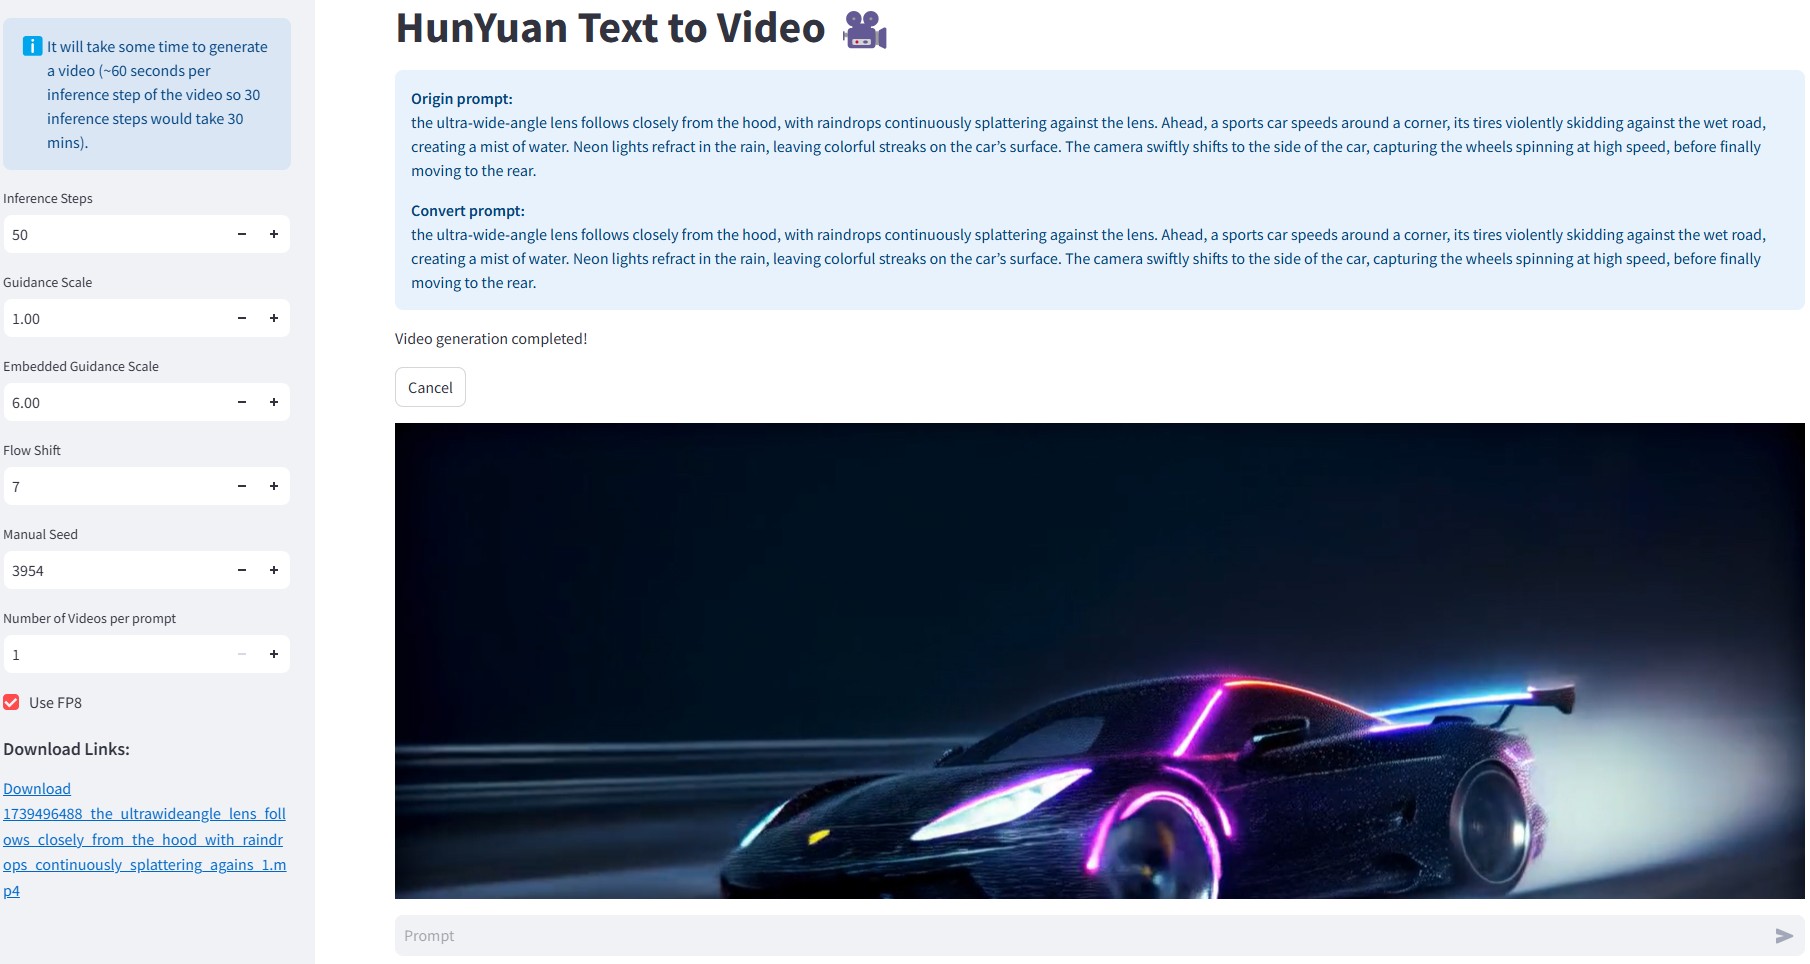 It will take some time to generate
a video (~60 seconds per
inference step of the video so 30
inference steps would take 30
mins).
Inference Steps
50
Guidance Scale
1.00
Embedded Guidance Scale
6.00
Flow Shift
7
Manual Seed
3954
Number of Videos per prompt
1
Use FP8
Download Links:
Download
1739496488_the_ultrawideangle_lens_foll
ows_closely_from_the_hood_with_raindr
ops_continuously_splattering_agains_1.m
p4
HunYuan Text to Video
Origin prompt:
the ultra-wide-angle lens follows closely from the hood, with raindrops continuously splattering against the lens. Ahead, a sports car speeds around a corner, its tires violently skidding against the wet road,
creating a mist of water. Neon lights refract in the rain, leaving colorful streaks on the car’s surface. The camera swiftly shifts to the side of the car, capturing the wheels spinning at high speed, before finally
moving to the rear.
Convert prompt:
the ultra-wide-angle lens follows closely from the hood, with raindrops continuously splattering against the lens. Ahead, a sports car speeds around a corner, its tires violently skidding against the wet road,
creating a mist of water. Neon lights refract in the rain, leaving colorful streaks on the car’s surface. The camera swiftly shifts to the side of the car, capturing the wheels spinning at high speed, before finally
moving to the rear.
Video generation completed!
Cancel
Prompt